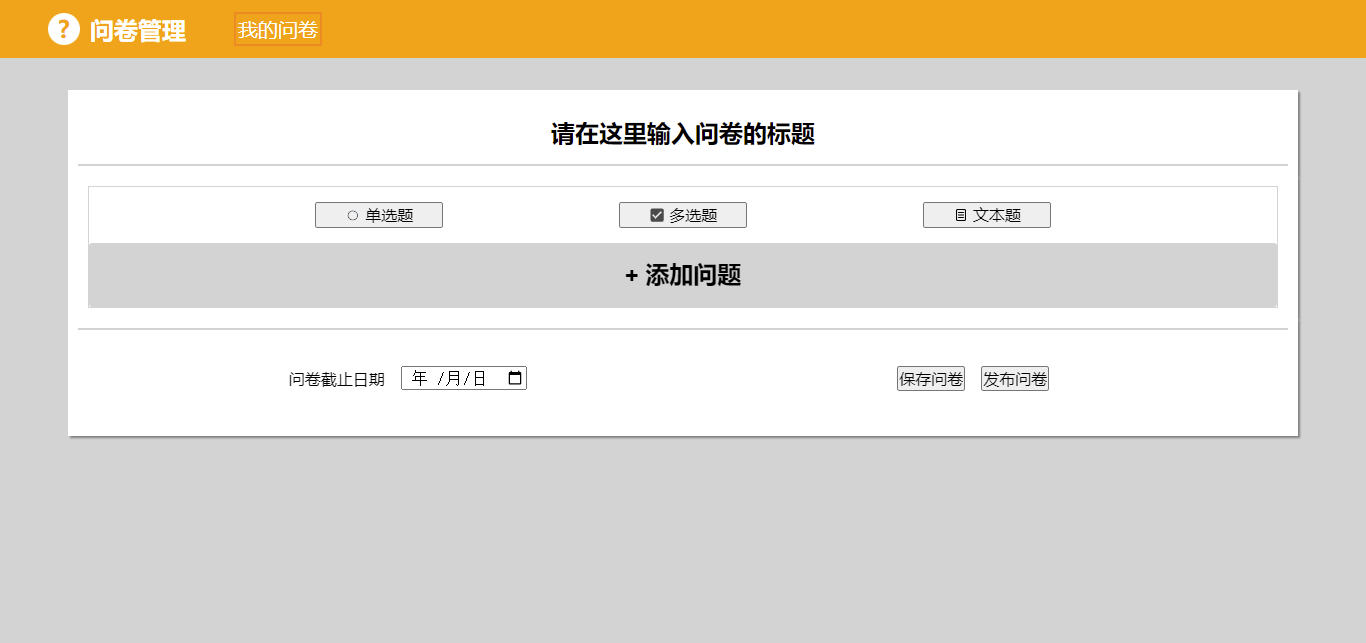 ? 问卷管理 我的问卷
请在这里输入问卷的标题
单选题 多选题 文本题
+ 添加问题
问卷截止日期 年 /月/日 保存问卷 发布问卷